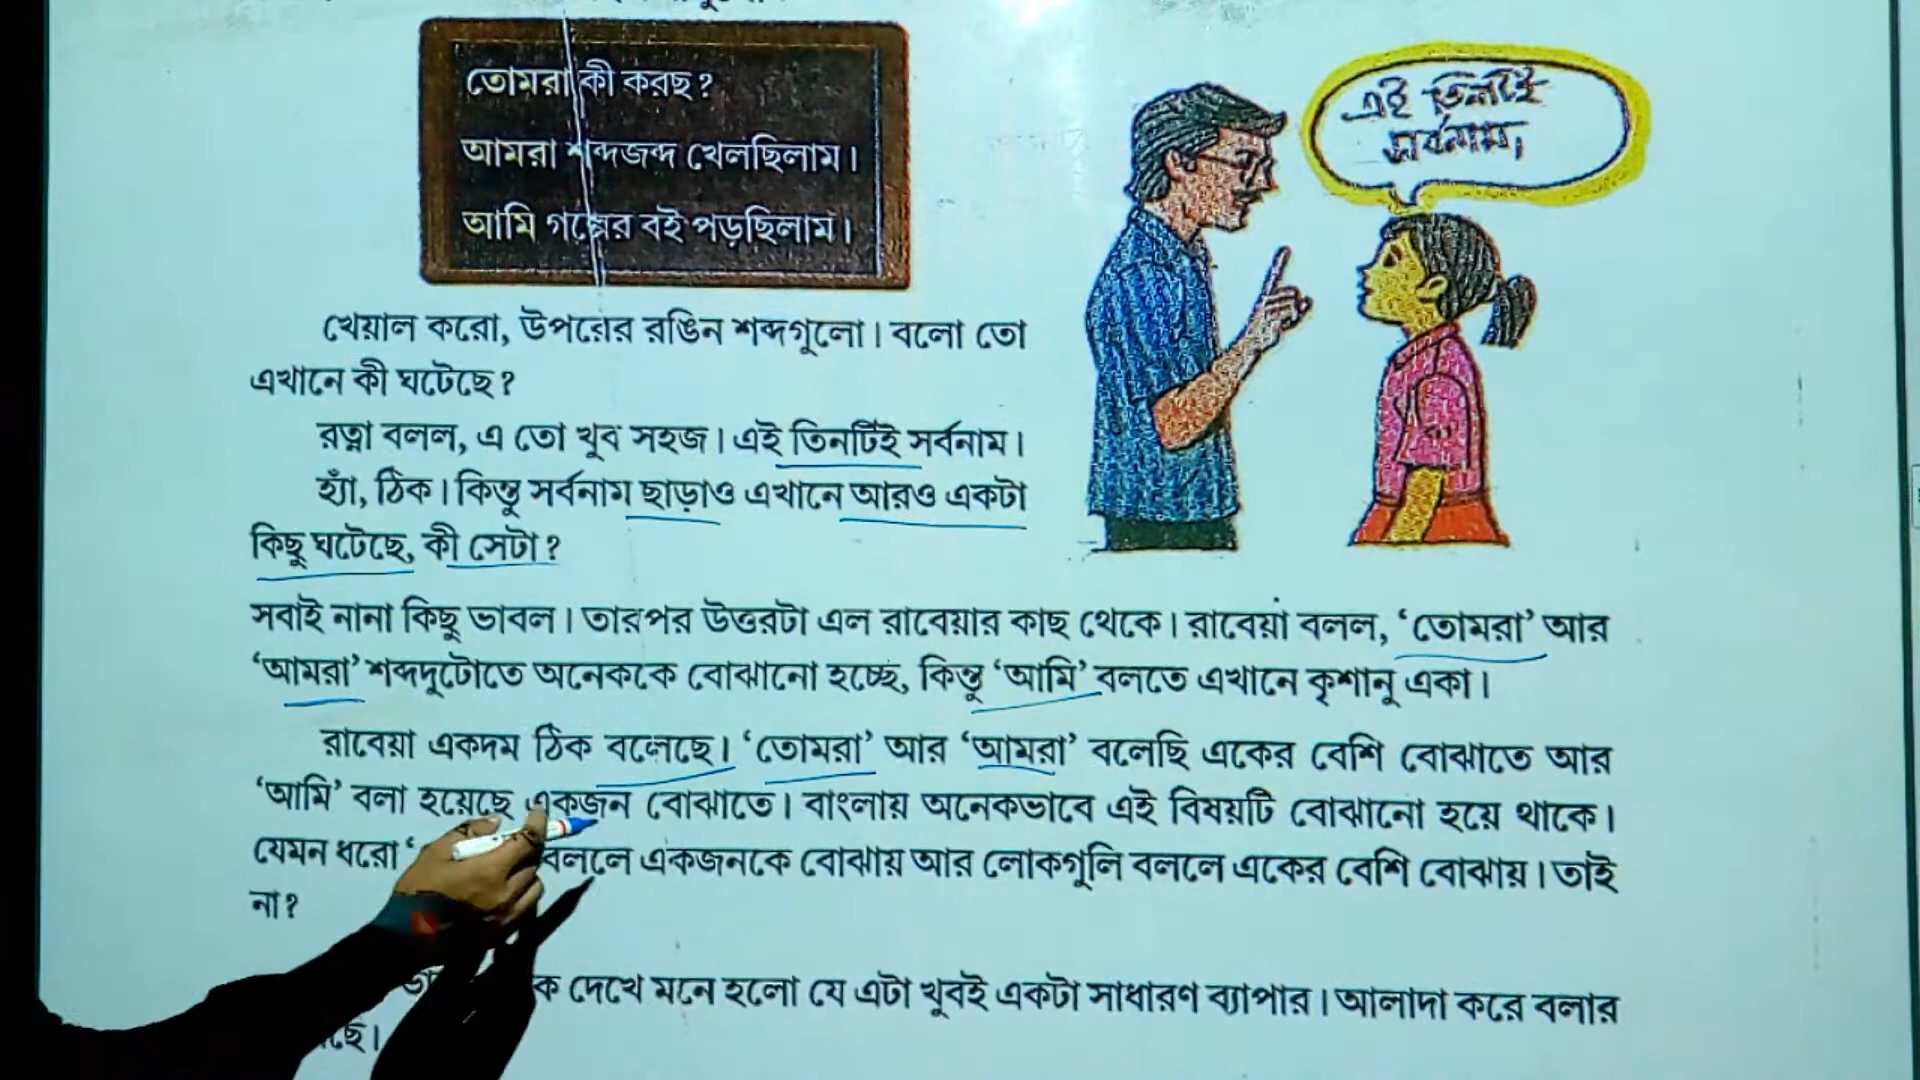 তোমরা কী করছ?
আমরা শব্দজব্দ খেলছিলাম।
আমি গল্পের বই পড়ছিলাম।
এই তিনটিই
সর্বনাম।
খেয়াল করো, উপরের রঙিন শব্দগুলো। বলো তো
এখানে কী ঘটেছে?
রত্না বলল, এ তো খুব সহজ। এই তিনটিই সর্বনাম।
হ্যাঁ, ঠিক। কিন্তু সর্বনাম ছাড়াও এখানে আরও একটা
কিছু ঘটেছে, কী সেটা?
সবাই নানা কিছু ভাবল। তারপর উত্তরটা এল রাবেয়ার কাছ থেকে। রাবেয়া বলল, ‘তোমরা’ আর
‘আমরা’ শব্দদুটোতে অনেককে বোঝানো হচ্ছে, কিন্তু ‘আমি’ বলতে এখানে কৃশানু একা।
রাবেয়া একদম ঠিক বলেছে। ‘তোমরা’ আর ‘আমরা’ বলেছি একের বেশি বোঝাতে আর
‘আমি’ বলা হয়েছে একজন বোঝাতে। বাংলায় অনেকভাবে এই বিষয়টি বোঝানো হয়ে থাকে।
যেমন ধরো ‘ বললে একজনকে বোঝায় আর লোকগুলি বললে একের বেশি বোঝায়। তাই
না?
দেখে মনে হলো যে এটা খুবই একটা সাধারণ ব্যাপার। আলাদা করে বলার